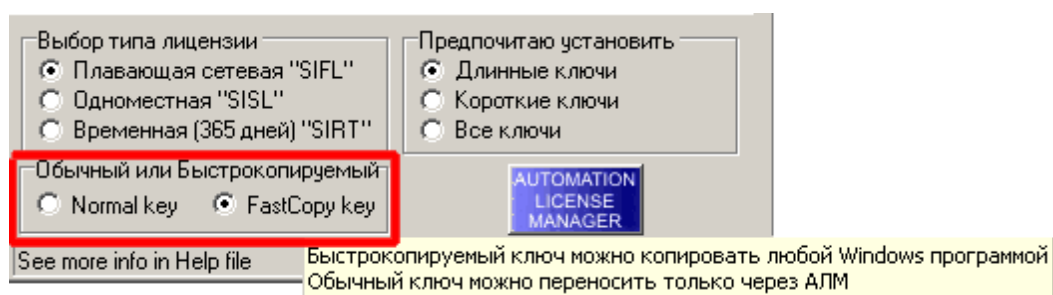 Выбор типа лицензии
Плавающая сетевая "SIFL"
Одноместная "SISL"
Временная (365 дней) "SIRT"
Предпочитаю установить
Длинные ключи
Короткие ключи
Все ключи
Обычный или Быстрокопируемый
Normal key FastCopy key
AUTOMATION
LICENSE
MANAGER
See more info in Help file
Быстрокопируемый ключ можно копировать любой Windows программой
Обычный ключ можно переносить только через АЛМ